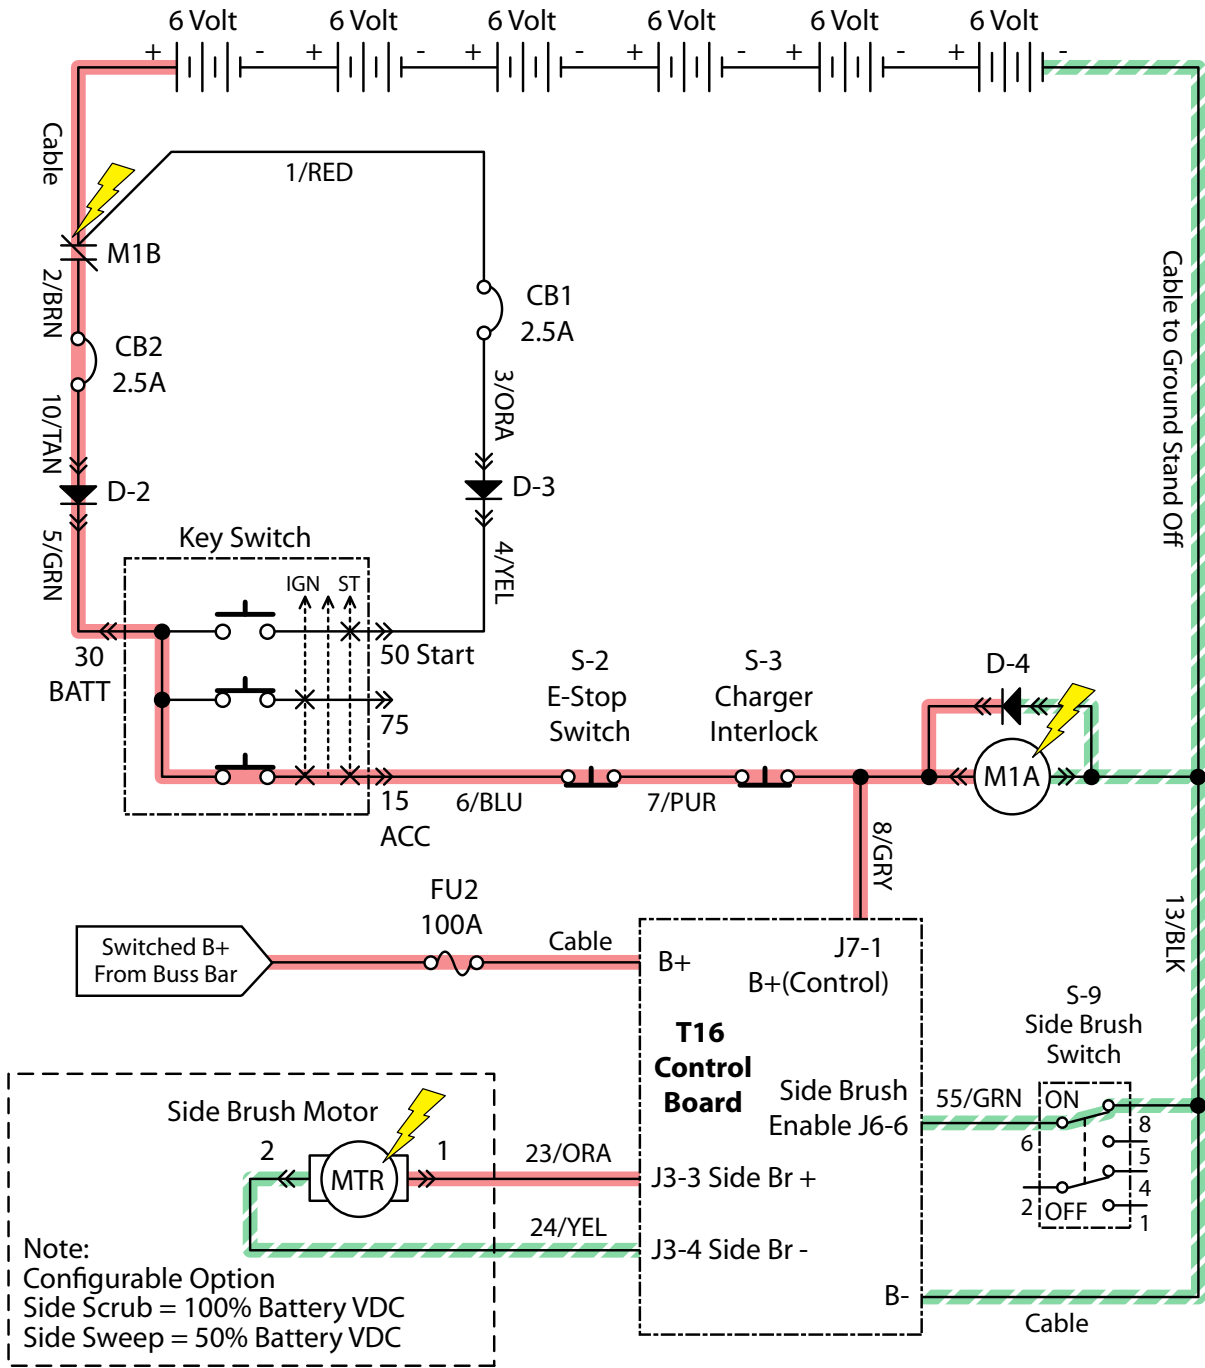 6 Volt 6 Volt 6 Volt 6 Volt 6 Volt 6 Volt
+ - + - + - + - + - + -
Cable
1/RED
M1B
2/BRN
CB1
2.5A
CB2
2.5A
Cable to Ground Stand Off
10/TAN
3/ORA
D-2
D-3
5/GRN
Key Switch
4/YEL
IGN ST
30
BATT
50 Start
75
15
ACC
6/BLU
S-2
E-Stop
Switch
7/PUR
S-3
Charger
Interlock
D-4
M1A
8/GRY
13/BLK
FU2
100A
Switched B+
From Buss Bar
Cable
B+
J7-1
B+(Control)
T16
Control
Board
S-9
Side Brush
Switch
Side Brush
Enable J6-6
55/GRN
ON
6
8
5
4
2
OFF
1
Side Brush Motor
2
MTR
1
23/ORA
J3-3 Side Br +
24/YEL
J3-4 Side Br -
B-
Cable
Note:
Configurable Option
Side Scrub = 100% Battery VDC
Side Sweep = 50% Battery VDC